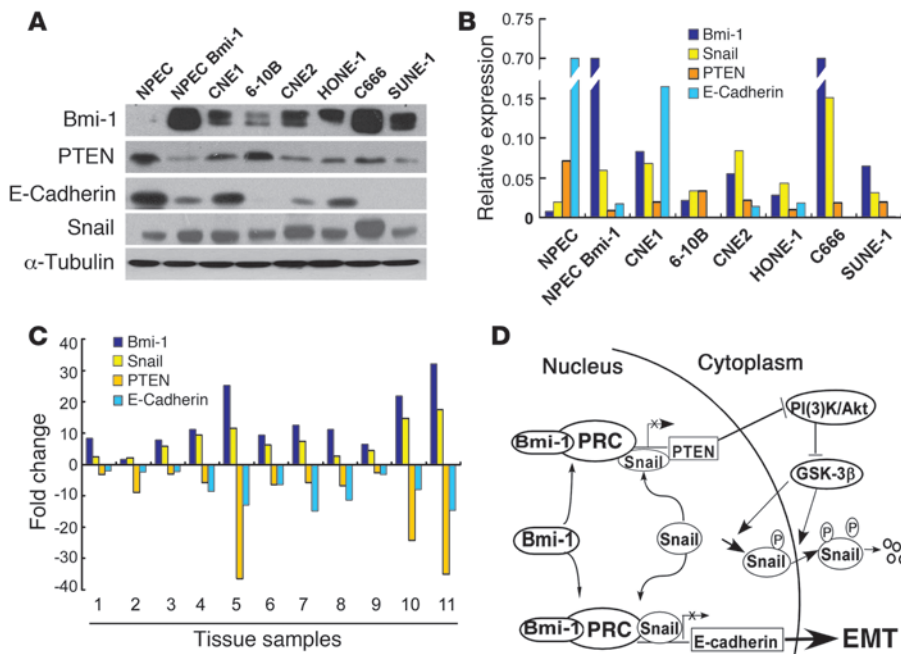 A
NPEC
NPEC Bmi-1
CNE1
6-10B
CNE2
HONE-1
C666
SUNE-1
Bmi-1
PTEN
E-Cadherin
Snail
α-Tubulin
B
Relative expression
0.70
0.15
0.05
0
Bmi-1
Snail
PTEN
E-Cadherin
NPEC
NPEC Bmi-1
CNE1
6-10B
CNE2
HONE-1
C666
SUNE-1
C
Fold change
40
30
20
10
0
-10
-20
-30
-40
Bmi-1
Snail
PTEN
E-Cadherin
1 2 3 4 5 6 7 8 9 10 11
Tissue samples
D
Nucleus Cytoplasm
PI(3)K/Akt
Bmi-1 PRC
Snail PTEN
GSK-3β
Bmi-1 Snail
P
Snail
P P
Snail
Bmi-1 PRC Snail
E-cadherin EMT